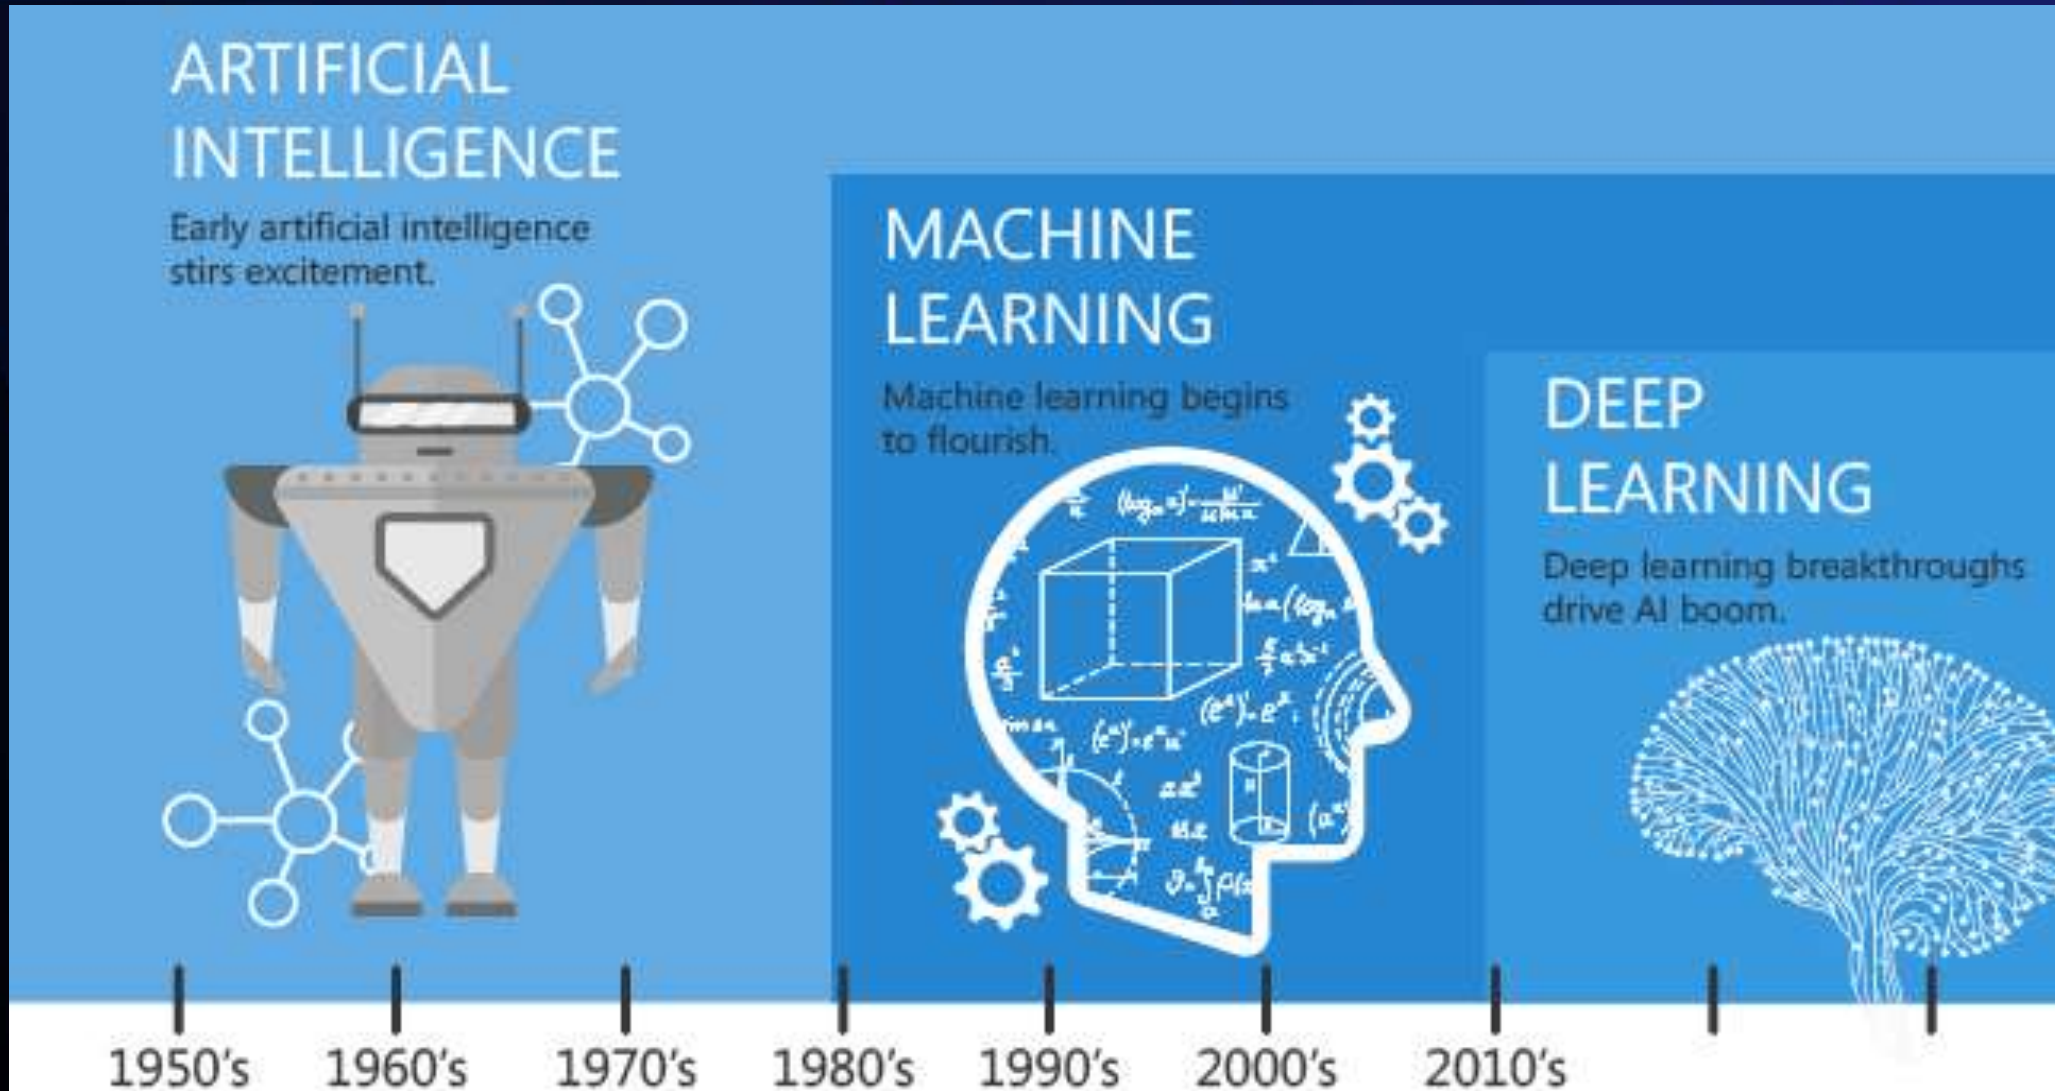 ARTIFICIAL
INTELLIGENCE
Early artificial intelligence
stirs excitement.
MACHINE
LEARNING
Machine learning begins
to flourish.
DEEP
LEARNING
Deep learning breakthroughs
drive AI boom.
1950's 1960's 1970's 1980's 1990's 2000's 2010's